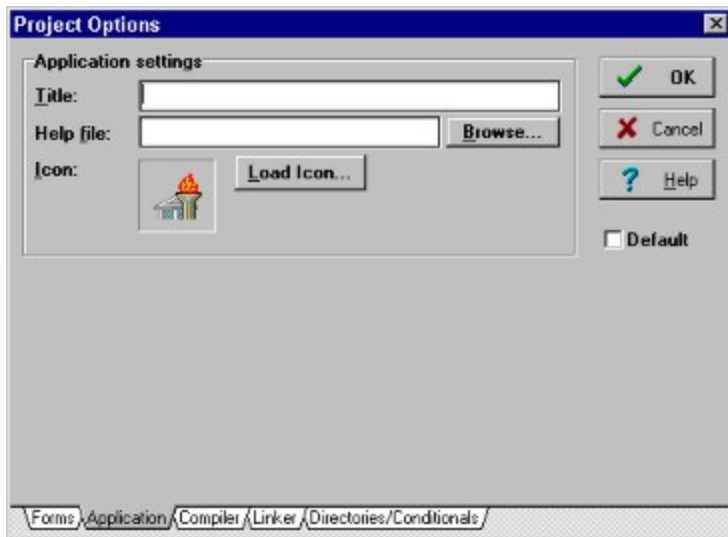 Project Options
Application settings
Title:
Help file:
Browse...
Icon:
Load Icon...
OK
Cancel
Help
Default
Forms
Application
Compiler
Linker
Directories/Conditionals